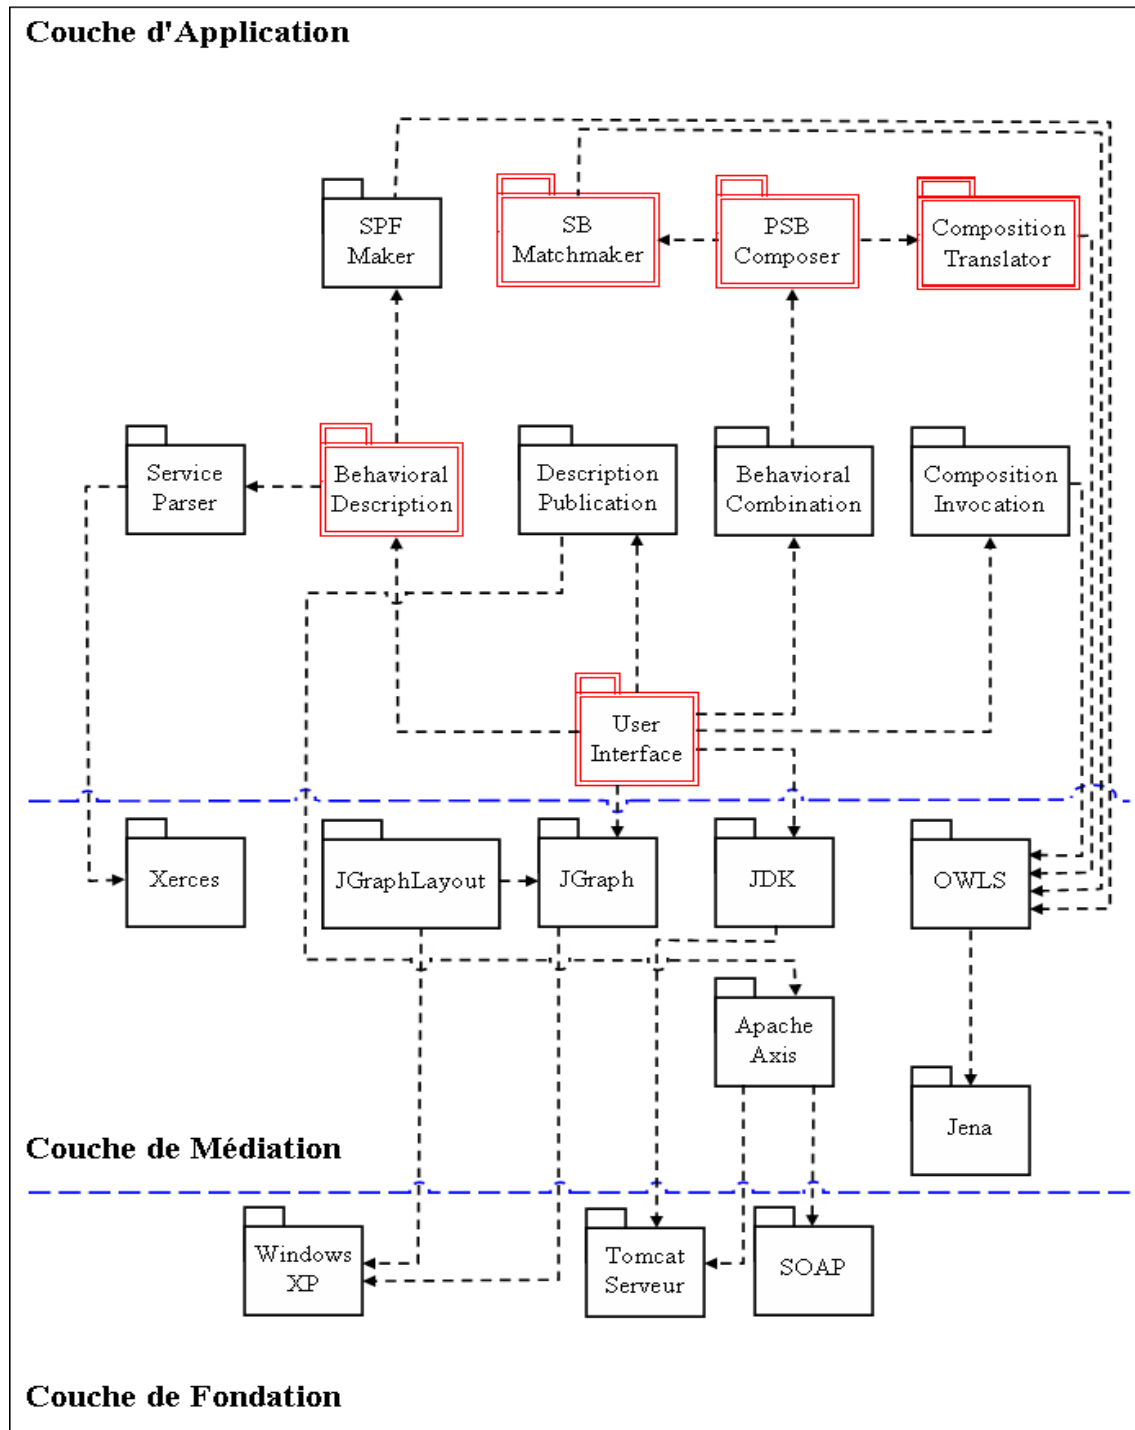 Couche d'Application
SPF
Maker
SB
Matchmaker
PSB
Composer
Composition
Translator
Service
Parser
Behavioral
Description
Description
Publication
Behavioral
Combination
Composition
Invocation
User
Interface
Xerces
JGraphLayout
JGraph
JDK
OWLS
Apache
Axis
Jena
Couche de Médiation
Windows
XP
Tomcat
Serveur
SOAP
Couche de Fondation